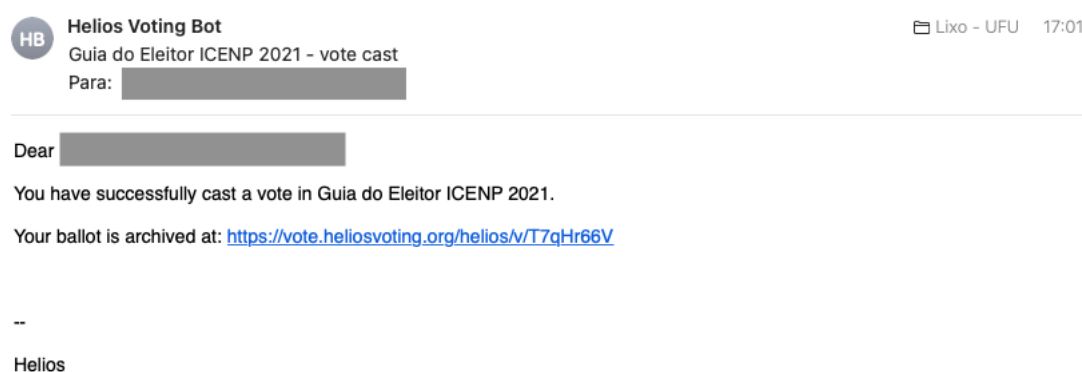 HB
Helios Voting Bot
Lixo - UFU 17:01
Guia do Eleitor ICENP 2021 - vote cast
Para:
Dear
You have successfully cast a vote in Guia do Eleitor ICENP 2021.
Your ballot is archived at: https://vote.heliosvoting.org/helios/v/T7qHr66V
--
Helios